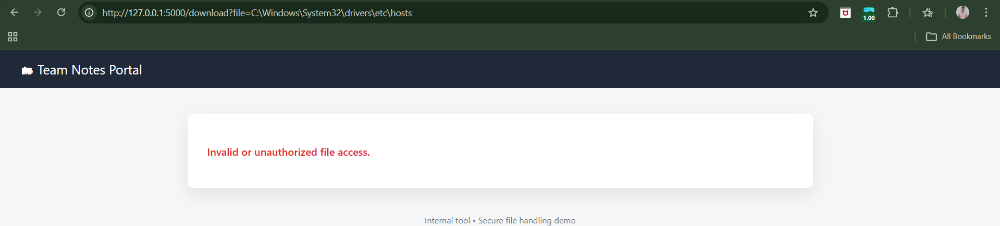 http://127.0.0.1:5000/download?file=C:\Windows\System32\drivers\etc\hosts
1.00
All Bookmarks
Team Notes Portal
Invalid or unauthorized file access.
Internal tool • Secure file handling demo